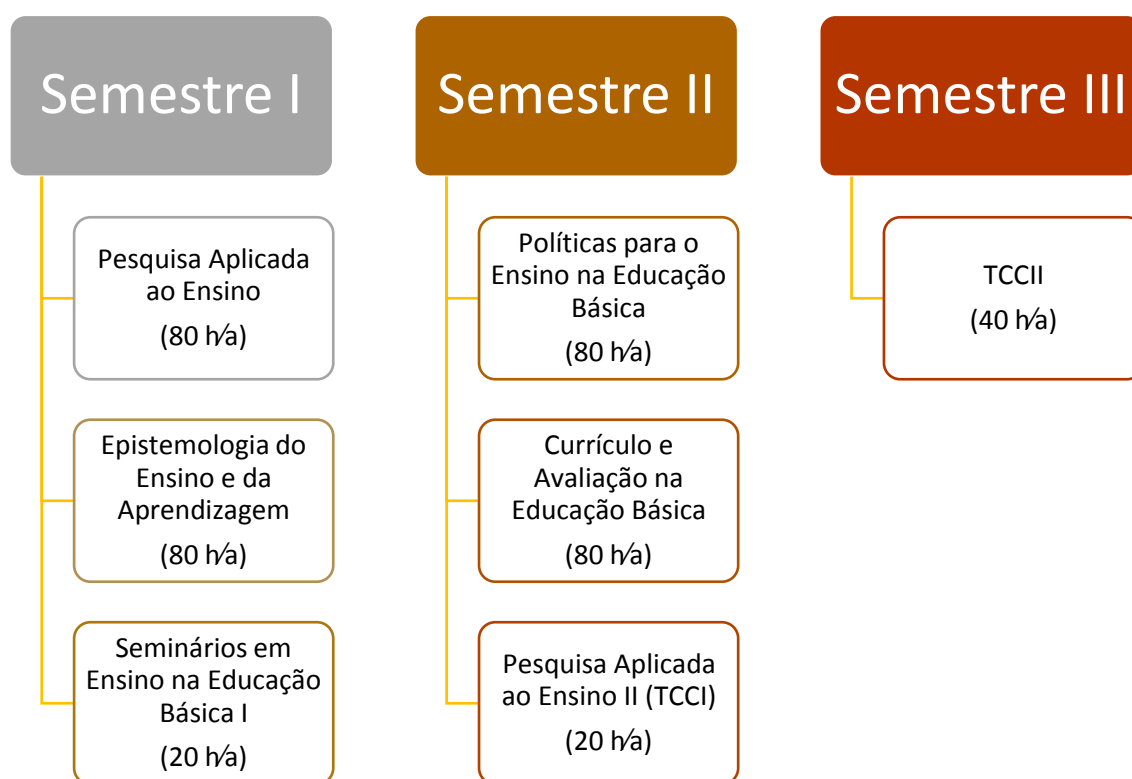 Semestre I
Pesquisa Aplicada
ao Ensino
(80 h/a)
Epistemologia do
Ensino e da
Aprendizagem
(80 h/a)
Seminários em
Ensino na Educação
Básica I
(20 h/a)
Semestre II
Políticas para o
Ensino na Educação
Básica
(80 h/a)
Currículo e
Avaliação na
Educação Básica
(80 h/a)
Pesquisa Aplicada
ao Ensino II (TCCI)
(20 h/a)
Semestre III
TCCII
(40 h/a)